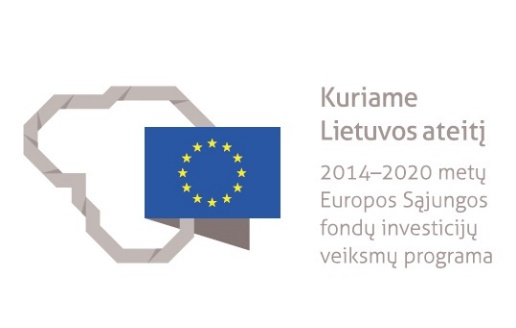 Kuriame
Lietuvos ateitį
2014–2020 metų
Europos Sąjungos
fondų investicijų
veiksmų programa